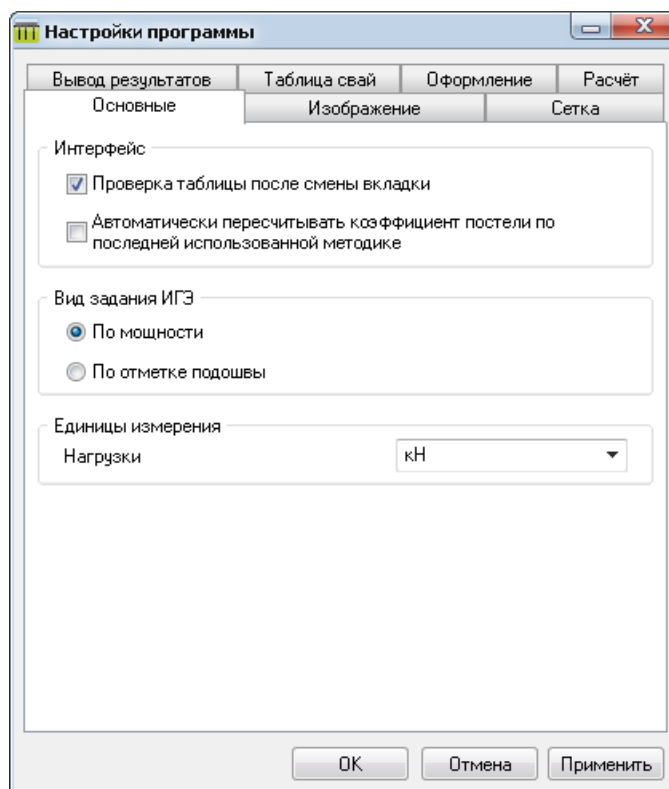 Настройки программы
Вывод результатов Таблица свай Оформление Расчёт
Основные Изображение Сетка
Интерфейс
Проверка таблицы после смены вкладки
Автоматически пересчитывать коэффициент постели по
последней использованной методике
Вид задания ИГЭ
По мощности
По отметке подошвы
Единицы измерения
Нагрузки кН
OK Отмена Применить